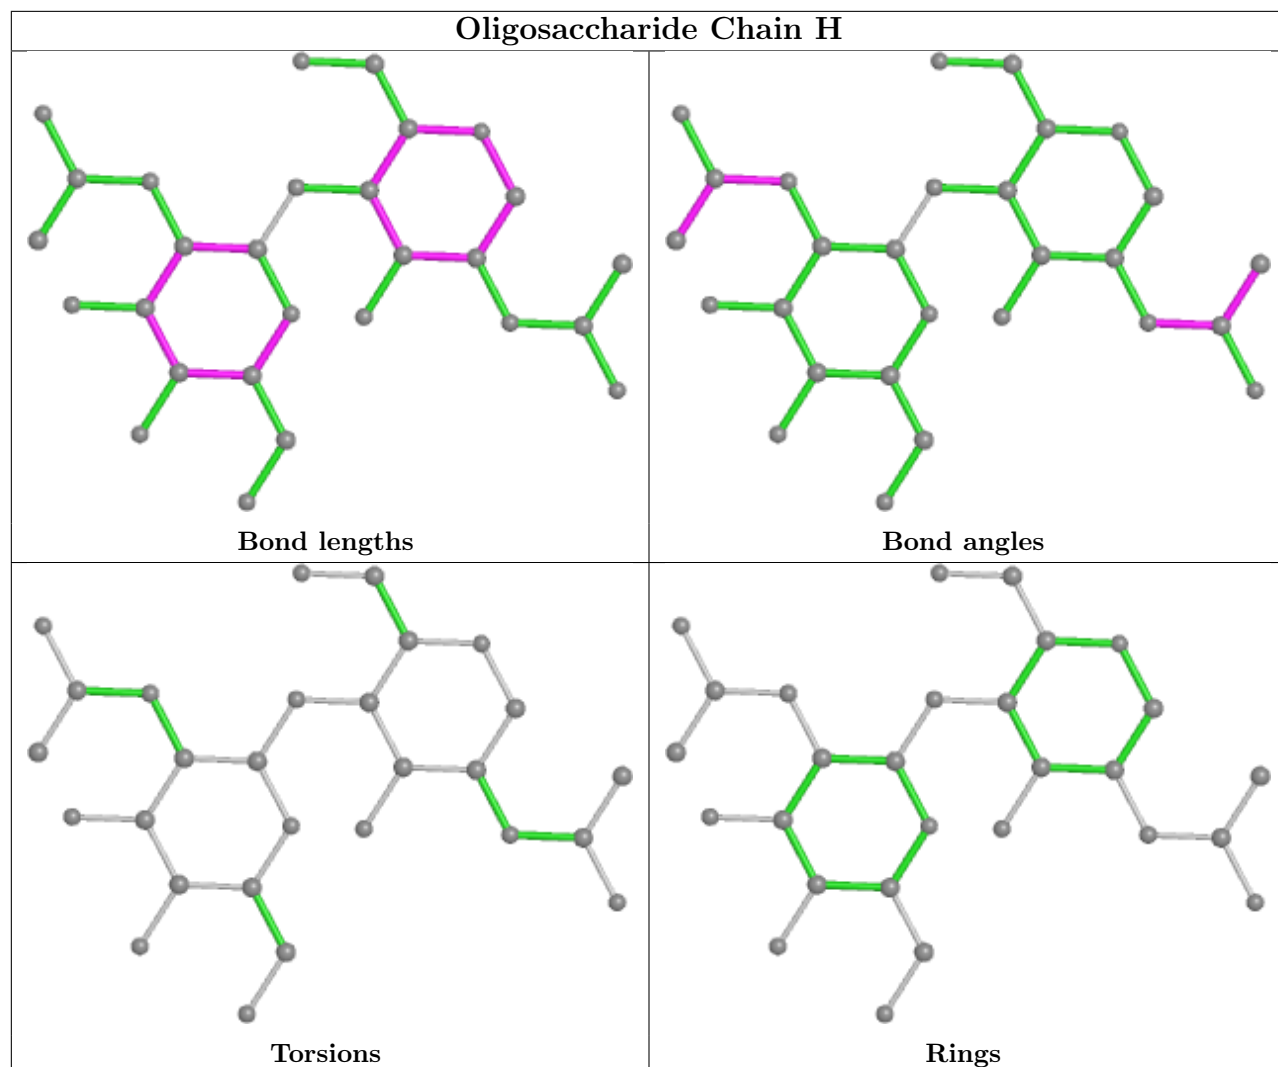 Oligosaccharide Chain H
Bond lengths
Bond angles
Torsions
Rings